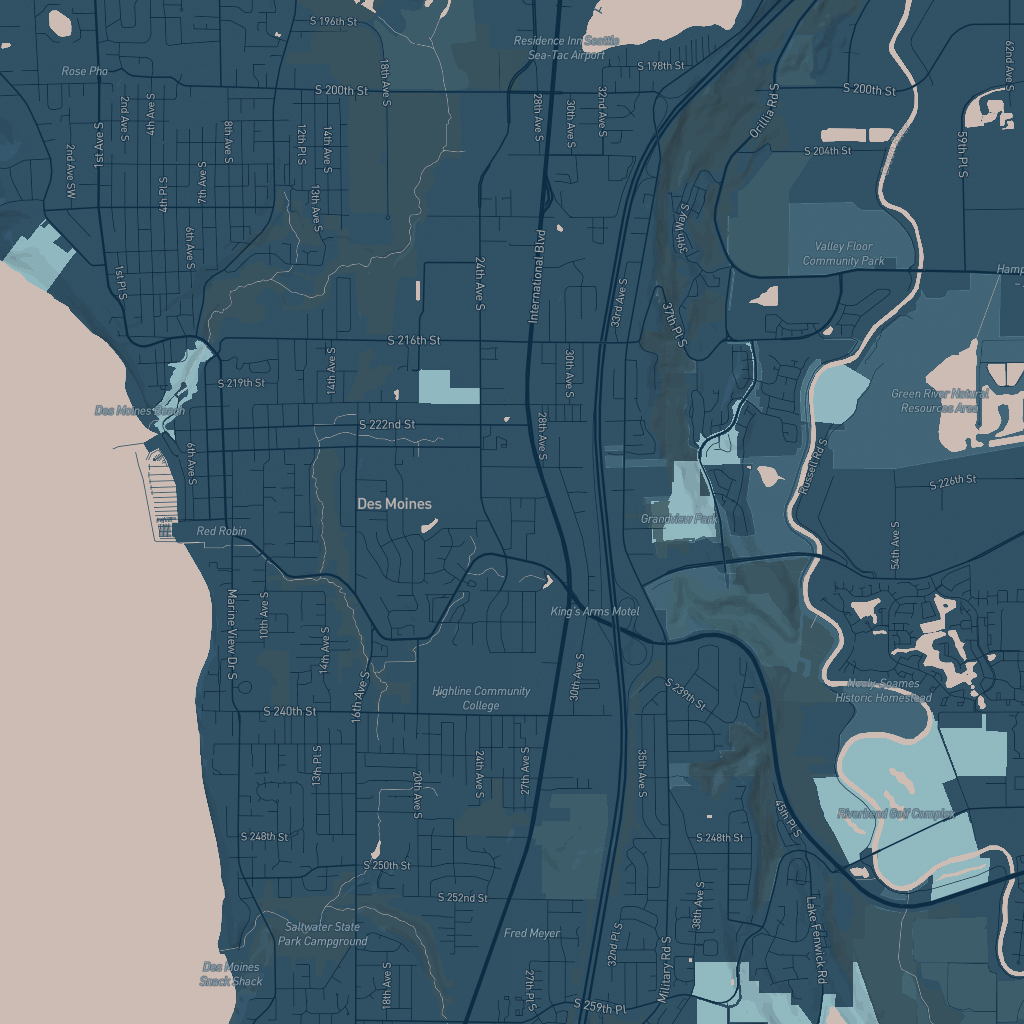 S 196th St
Residence Inn Seattle
Sea-Tac Airport
62nd Ave S
Rose Pho
18th Ave S
S 198th St
S 200th St
S 200th St
2nd Ave S
4th Ave S
28th Ave S
30th Ave S
32nd Ave S
Orillia Rd S
1st Ave S
8th Ave S
12th Pl S
14th Ave S
S 204th St
59th Pl S
2nd Ave SW
4th Pl S
7th Ave S
13th Ave S
39th Way S
6th Ave S
Valley Floor
Community Park
1st Pl S
24th Ave S
International Blvd
33rd Ave S
37th Pl S
S 216th St
14th Ave S
30th Ave S
S 219th St
Green River Natural
Resources Area
Des Moines Beach
S 222nd St
28th Ave S
6th Ave S
Russell Rd S
S 226th St
Des Moines
Grandview Park
Red Robin
54th Ave S
Marine View Dr S
10th Ave S
King's Arms Motel
14th Ave S
30th Ave S
16th Ave S
Highline Community
College
S 239th St
Neely-Soames
Historic Homestead
S 240th St
13th Pl S
20th Ave S
24th Ave S
27th Ave S
35th Ave S
45th Pl S
Riverbend Golf Complex
S 248th St
S 248th St
S 250th St
S 252nd St
38th Ave S
Lake Fenwick Rd
Saltwater State
Park Campground
Fred Meyer
32nd Pl S
Military Rd S
Des Moines
Snack Shack
18th Ave S
27th Pl S
S 259th Pl